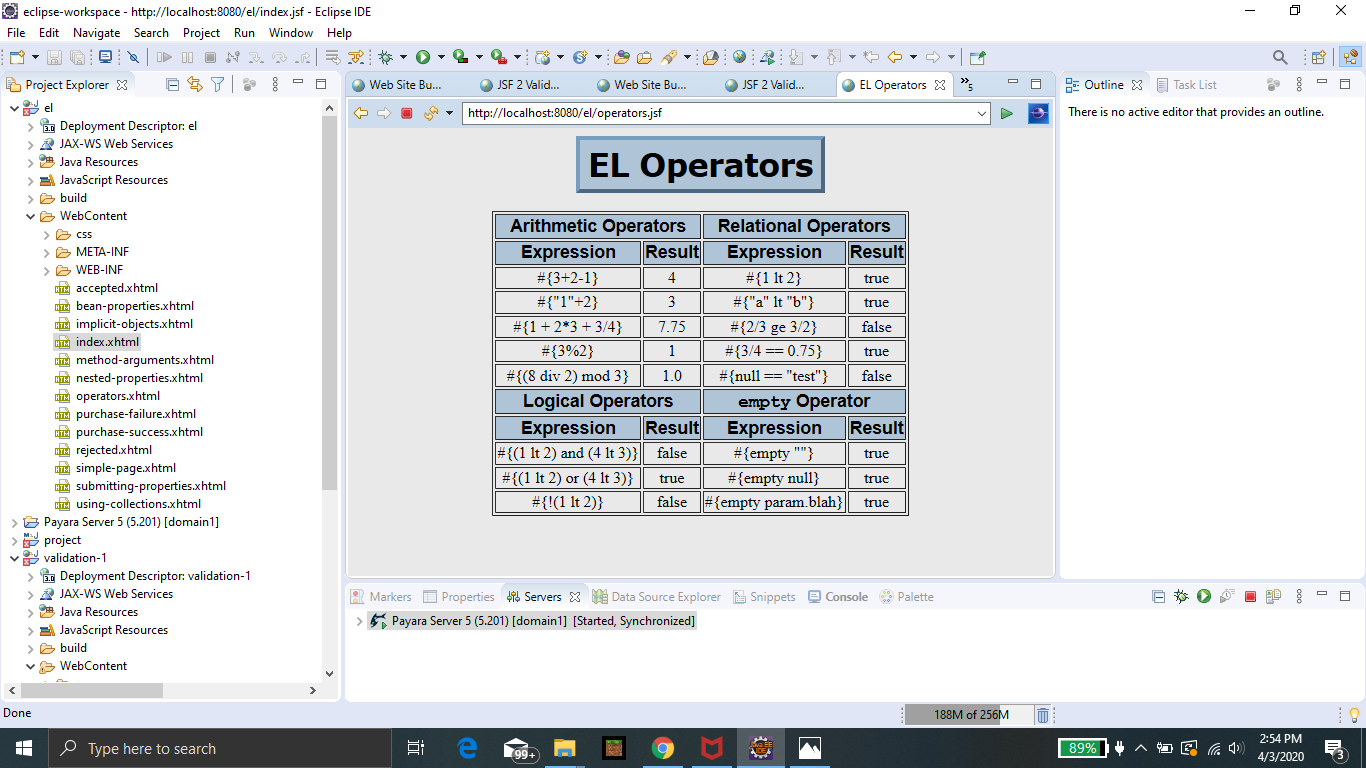 eclipse-workspace - http://localhost:8080/el/index.jsf - Eclipse IDE
File Edit Navigate Search Project Run Window Help
Project Explorer
el
Deployment Descriptor: el
JAX-WS Web Services
Java Resources
JavaScript Resources
build
WebContent
css
META-INF
WEB-INF
accepted.xhtml
bean-properties.xhtml
implicit-objects.xhtml
index.xhtml
method-arguments.xhtml
nested-properties.xhtml
operators.xhtml
purchase-failure.xhtml
purchase-success.xhtml
rejected.xhtml
simple-page.xhtml
submitting-properties.xhtml
using-collections.xhtml
Payara Server 5 (5.201) [domain1]
project
validation-1
Deployment Descriptor: validation-1
JAX-WS Web Services
Java Resources
JavaScript Resources
build
WebContent
Web Site Bu... JSF 2 Valid... Web Site Bu... JSF 2 Valid... EL Operators »5
http://localhost:8080/el/operators.jsf
EL Operators
Arithmetic Operators Relational Operators
Expression Result Expression Result
#{3+2-1} 4 #{1 lt 2} true
#{"1"+2} 3 #{"a" lt "b"} true
#{1 + 2*3 + 3/4} 7.75 #{2/3 ge 3/2} false
#{3%2} 1 #{3/4 == 0.75} true
#{(8 div 2) mod 3} 1.0 #{null == "test"} false
Logical Operators empty Operator
Expression Result Expression Result
#{(1 lt 2) and (4 lt 3)} false #{empty ""} true
#{(1 lt 2) or (4 lt 3)} true #{empty null} true
#{!(1 lt 2)} false #{empty param.blah} true
Outline Task List
There is no active editor that provides an outline.
Markers Properties Servers Data Source Explorer Snippets Console Palette
Payara Server 5 (5.201) [domain1] [Started, Synchronized]
Done
188M of 256M
Type here to search
99+
89%
2:54 PM
4/3/2020
3